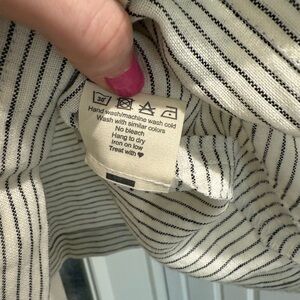 Hand wash/machine wash cold
Wash with similar colors
No bleach
Hang to dry
Iron on low
Treat with ♥